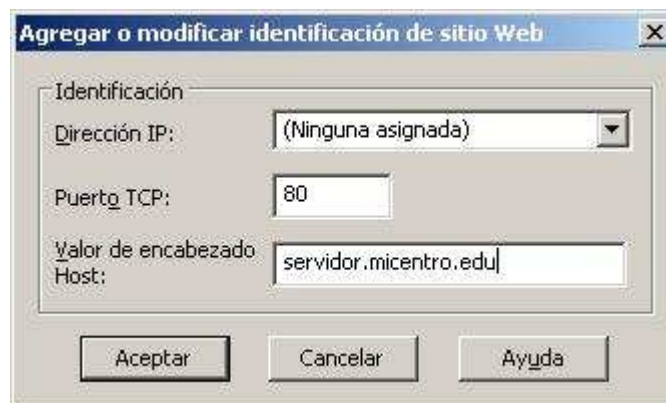 Agregar o modificar identificación de sitio Web
Identificación
Dirección IP:
(Ninguna asignada)
Puerto TCP:
80
Valor de encabezado
Host:
servidor.micentro.edu
Aceptar
Cancelar
Ayuda